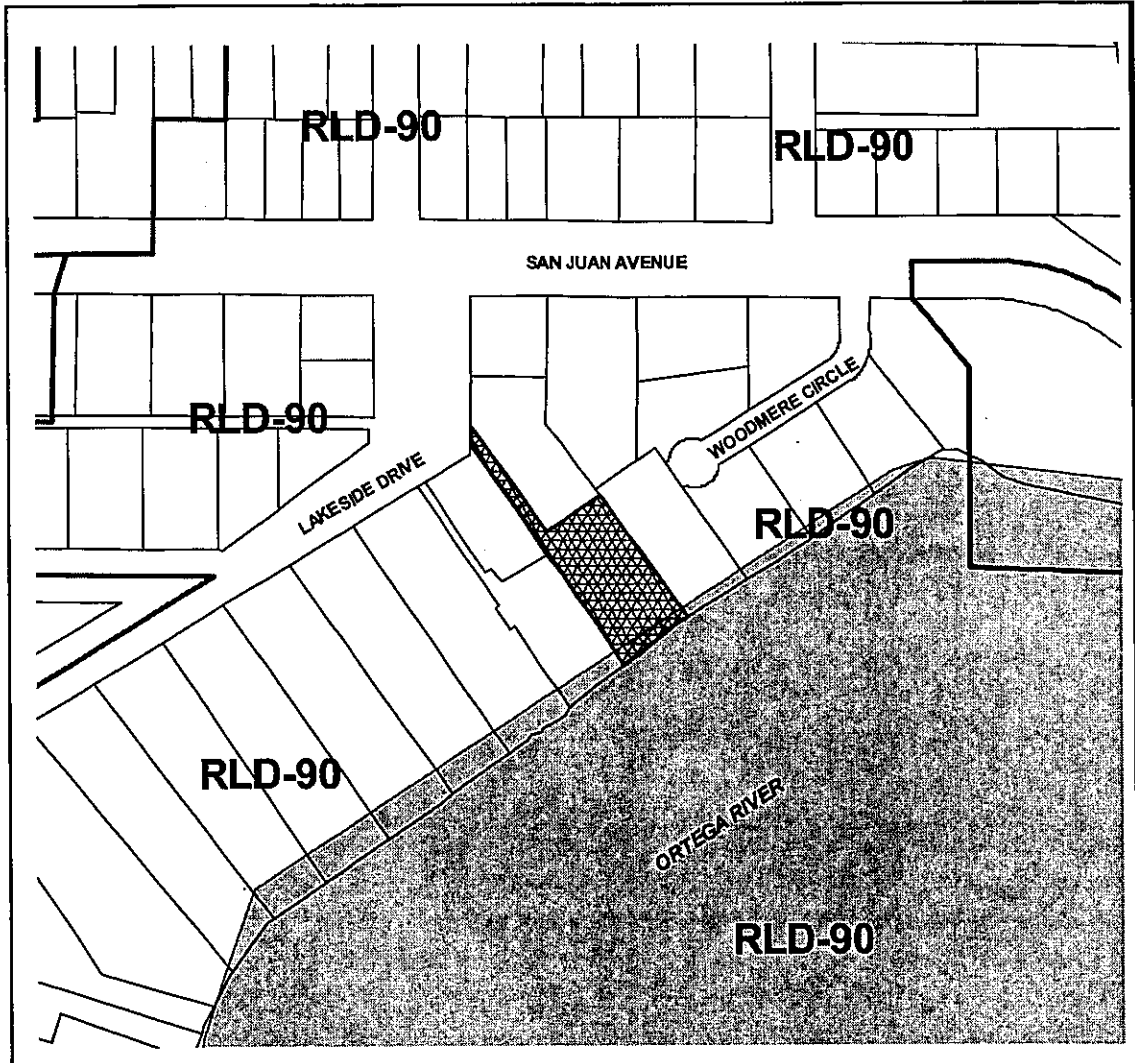 RLD-90
RLD-90
SAN JUAN AVENUE
WOODMERE CIRCLE
RLD-90
LAKESIDE DRIVE
RLD-90
RLD-90
ORTEGA RIVER
RLD-90